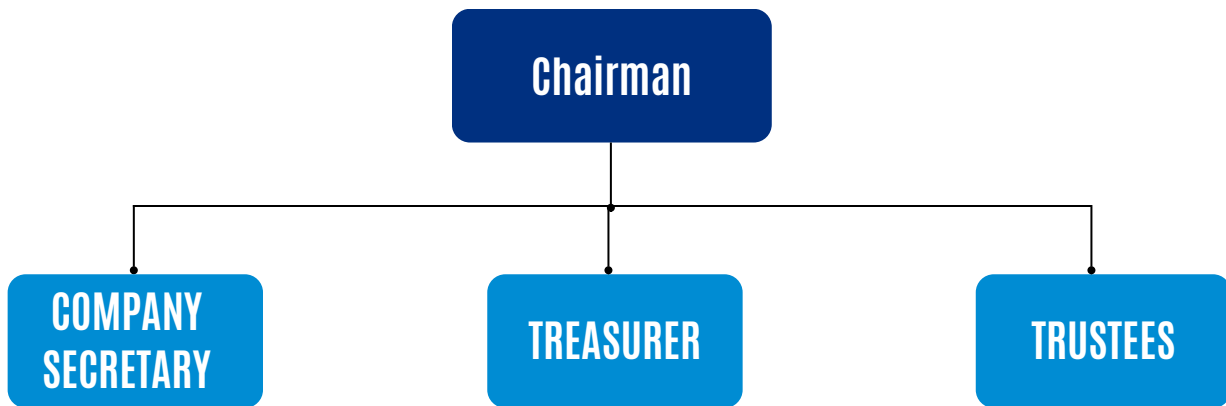 Chairman
COMPANY
SECRETARY
TREASURER
TRUSTEES